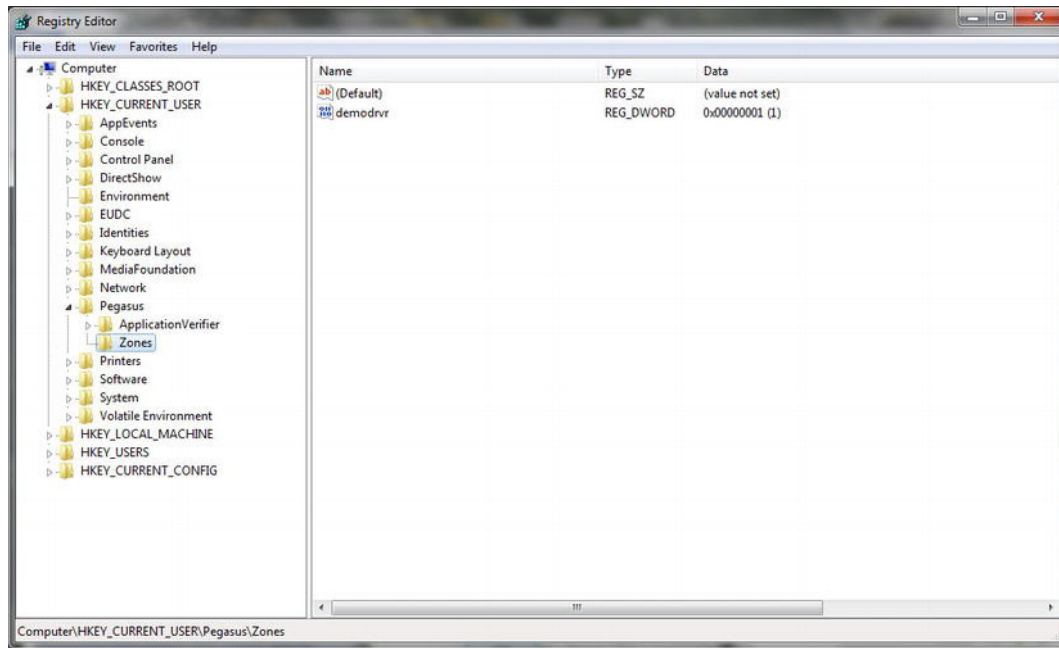 Registry Editor
File Edit View Favorites Help
Computer
HKEY_CLASSES_ROOT
HKEY_CURRENT_USER
AppEvents
Console
Control Panel
DirectShow
Environment
EUDC
Identities
Keyboard Layout
MediaFoundation
Network
Pegasus
ApplicationVerifier
Zones
Printers
Software
System
Volatile Environment
HKEY_LOCAL_MACHINE
HKEY_USERS
HKEY_CURRENT_CONFIG
Name Type Data
(Default) REG_SZ (value not set)
demodrvr REG_DWORD 0x00000001 (1)
Computer\HKEY_CURRENT_USER\Pegasus\Zones